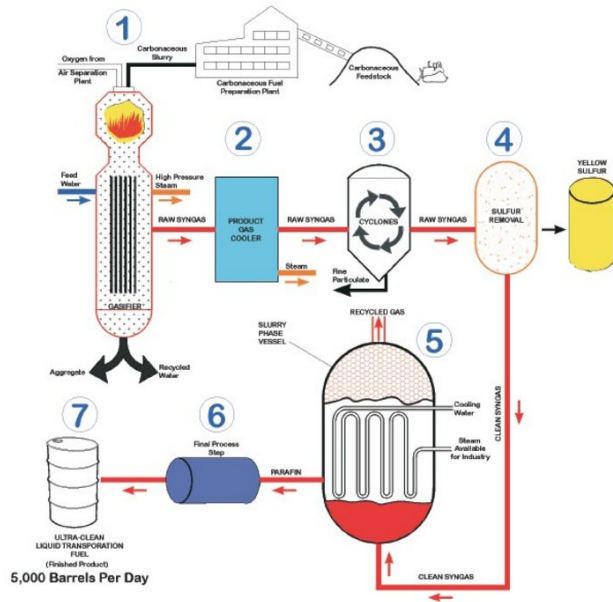 1
Oxygen from
Air Separation
Plant
Carbonaceous
Slurry
Carbonaceous Fuel
Preparation Plant
Carbonaceous
Feedstock
Feed
Water
High Pressure
Steam
GASIFIER
Aggregate
Recycled
Water
RAW SYNGAS
2
PRODUCT
GAS
COOLER
Steam
RAW SYNGAS
3
CYCLONES
Fine
Particulate
RAW SYNGAS
4
SULFUR
REMOVAL
YELLOW
SULFUR
CLEAN SYNGAS
CLEAN SYNGAS
5
RECYCLED GAS
SLURRY
PHASE
VESSEL
Cooling
Water
Steam
Available
for Industry
PARAFIN
6
Final Process
Step
7
ULTRA-CLEAN
LIQUID TRANSPORATION
FUEL
(Finished Product)
5,000 Barrels Per Day